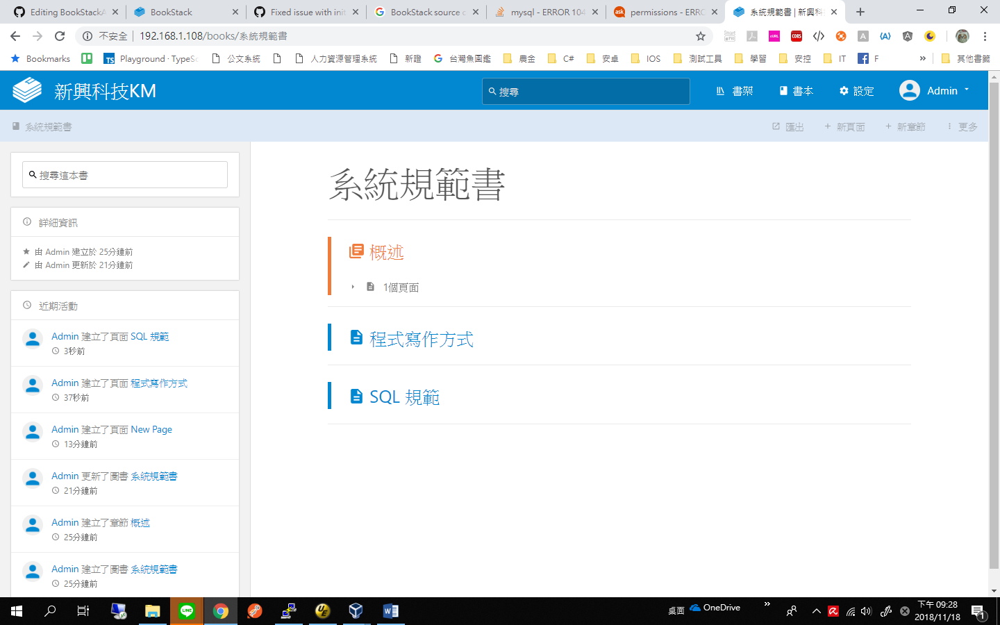 Editing BookStackA
BookStack
Fixed issue with init
BookStack source c
mysql - ERROR 104
permissions - ERRO
系統規範書 | 新興科
不安全 | 192.168.1.108/books/系統規範書
Bookmarks
Playground · TypeSc
公文系統
人力資源管理系統
新證
台灣魚圖鑑
農金
C#
安卓
IOS
測試工具
學習
安控
IT
F
»
其他書籤
新興科技KM
搜尋
書架
書本
設定
Admin
系統規範書
匯出
新頁面
新章節
更多
搜尋這本書
詳細資訊
由 Admin 建立於 25分鐘前
由 Admin 更新於 21分鐘前
近期活動
Admin 建立了頁面 SQL 規範
3秒前
Admin 建立了頁面 程式寫作方式
37秒前
Admin 建立了頁面 New Page
13分鐘前
Admin 更新了圖書 系統規範書
21分鐘前
Admin 建立了章節 概述
25分鐘前
Admin 建立了圖書 系統規範書
25分鐘前
系統規範書
概述
1個頁面
程式寫作方式
SQL 規範
桌面
OneDrive
»
下午 09:28
2018/11/18
1